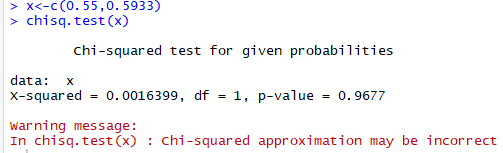 > x<-c(0.55,0.5933)
> chisq.test(x)
Chi-squared test for given probabilities
data:  x
X-squared = 0.0016399, df = 1, p-value = 0.9677
Warning message:
In chisq.test(x) : Chi-squared approximation may be incorrect